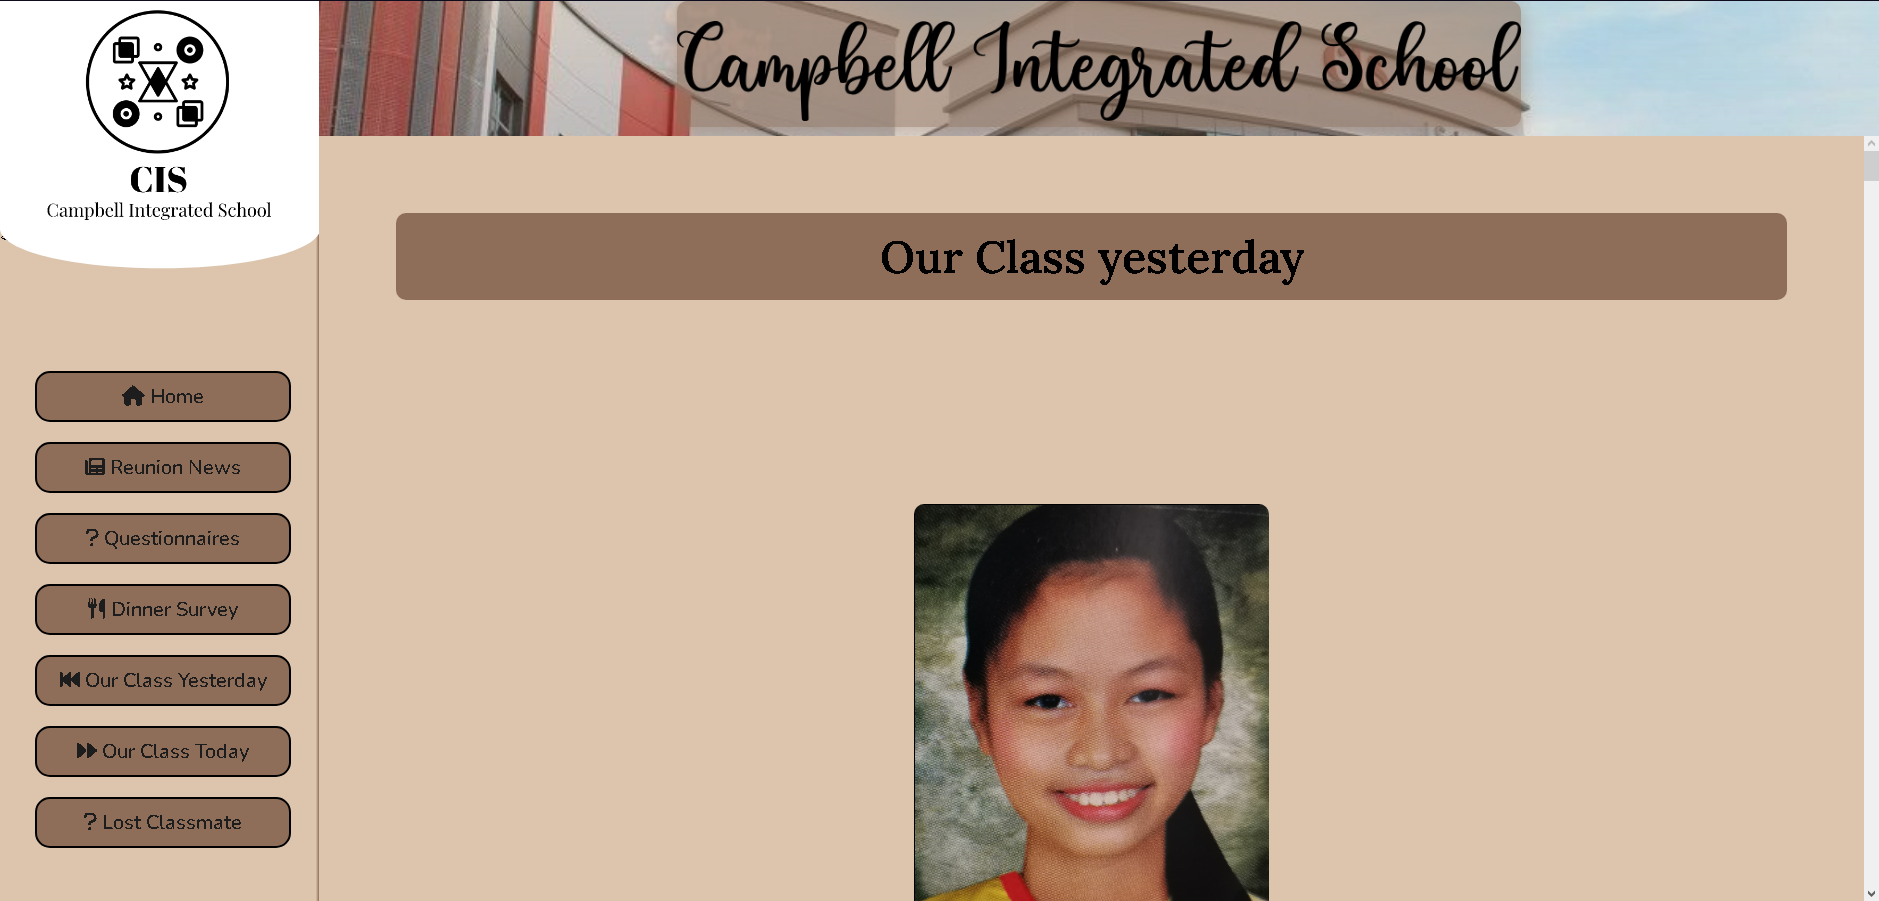 CIS
Campbell Integrated School
Campbell Integrated School
Our Class yesterday
Home
Reunion News
? Questionnaires
Dinner Survey
Our Class Yesterday
Our Class Today
? Lost Classmate